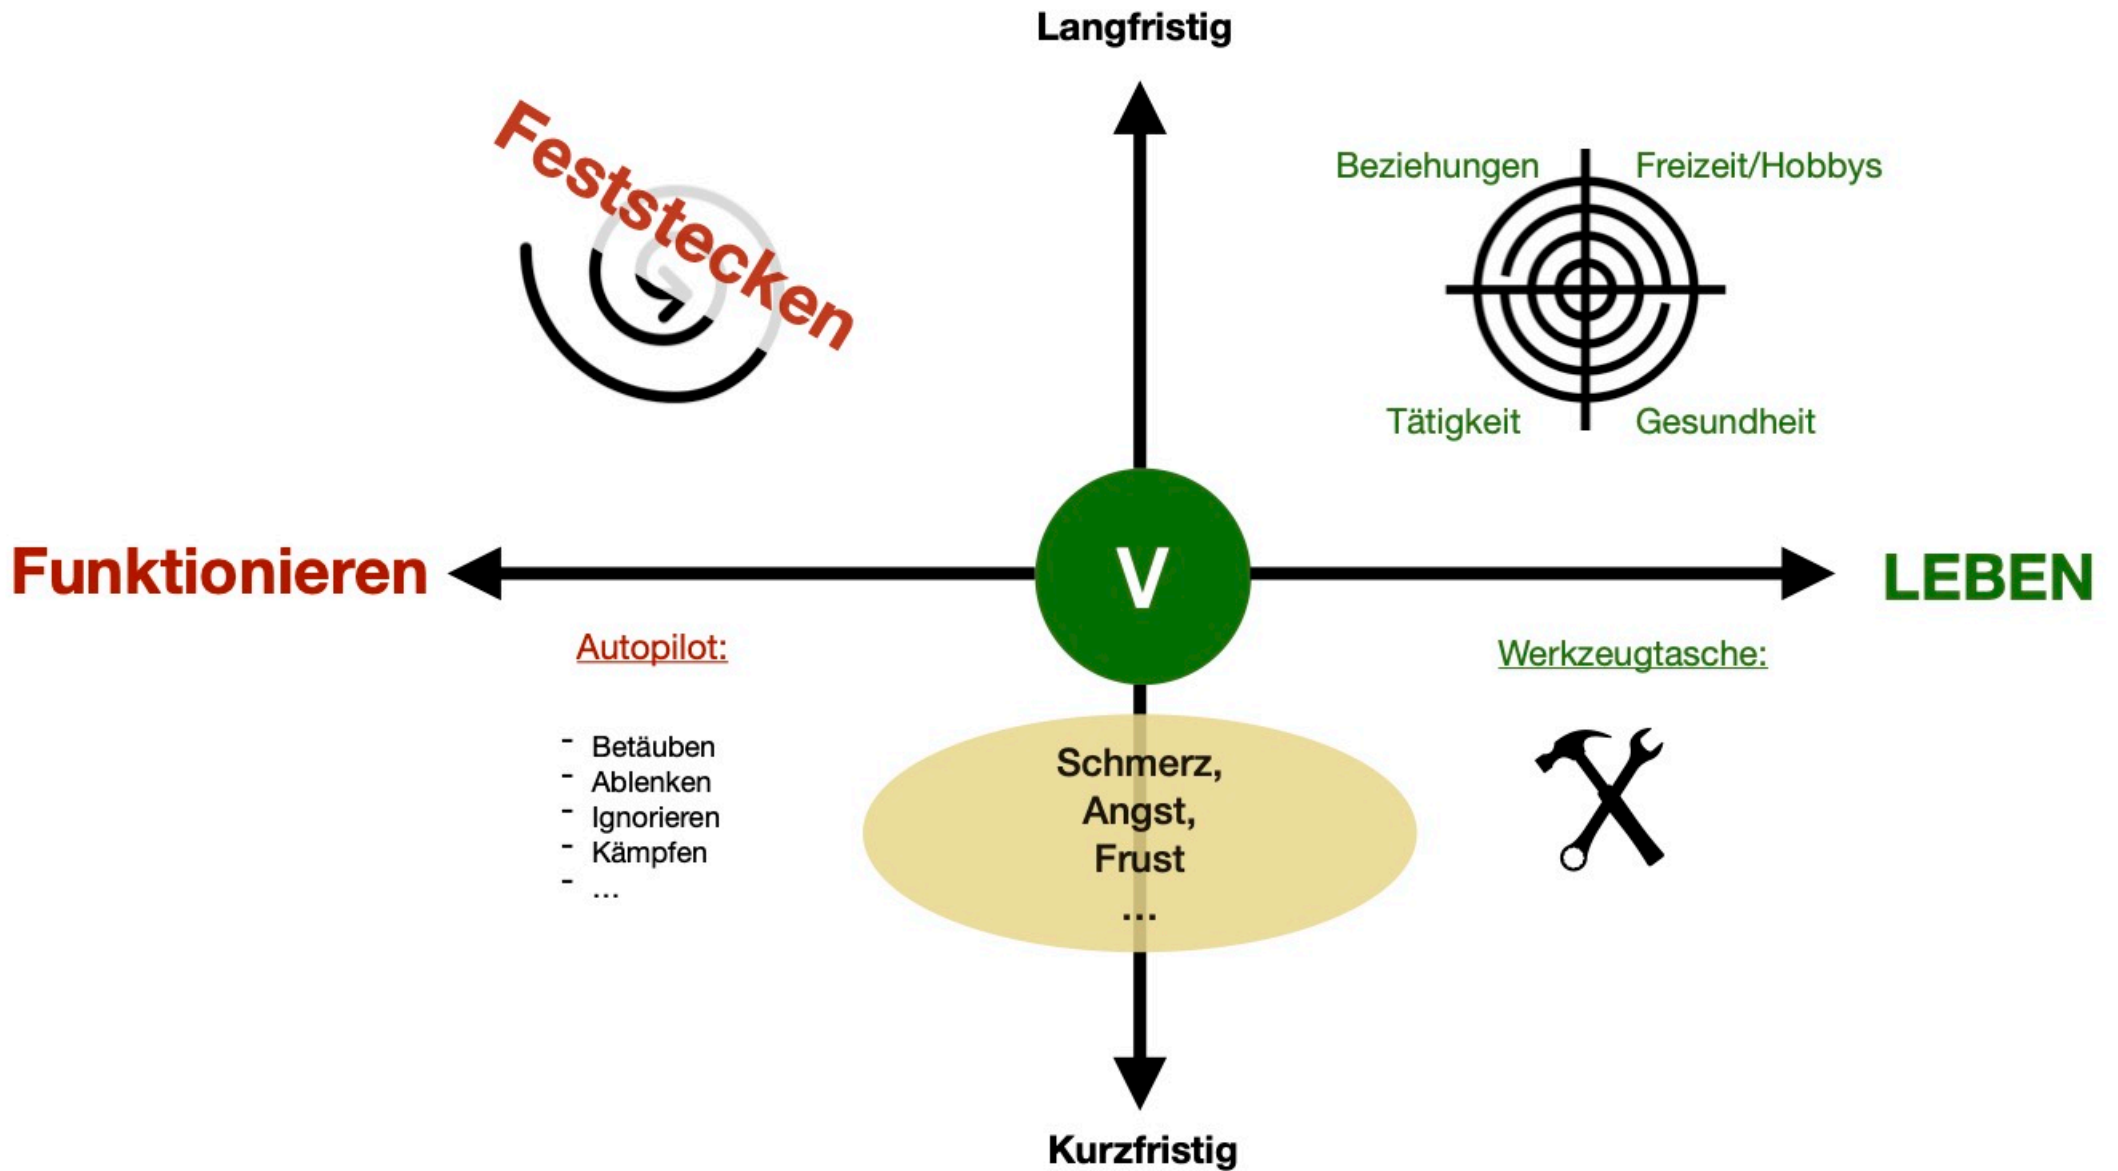 Langfristig
Feststecken
Beziehungen
Freizeit/Hobbys
Tätigkeit
Gesundheit
Funktionieren
V
LEBEN
Autopilot:
- Betäuben
- Ablenken
- Ignorieren
- Kämpfen
- ...
Schmerz,
Angst,
Frust
...
Werkzeugtasche:
Kurzfristig